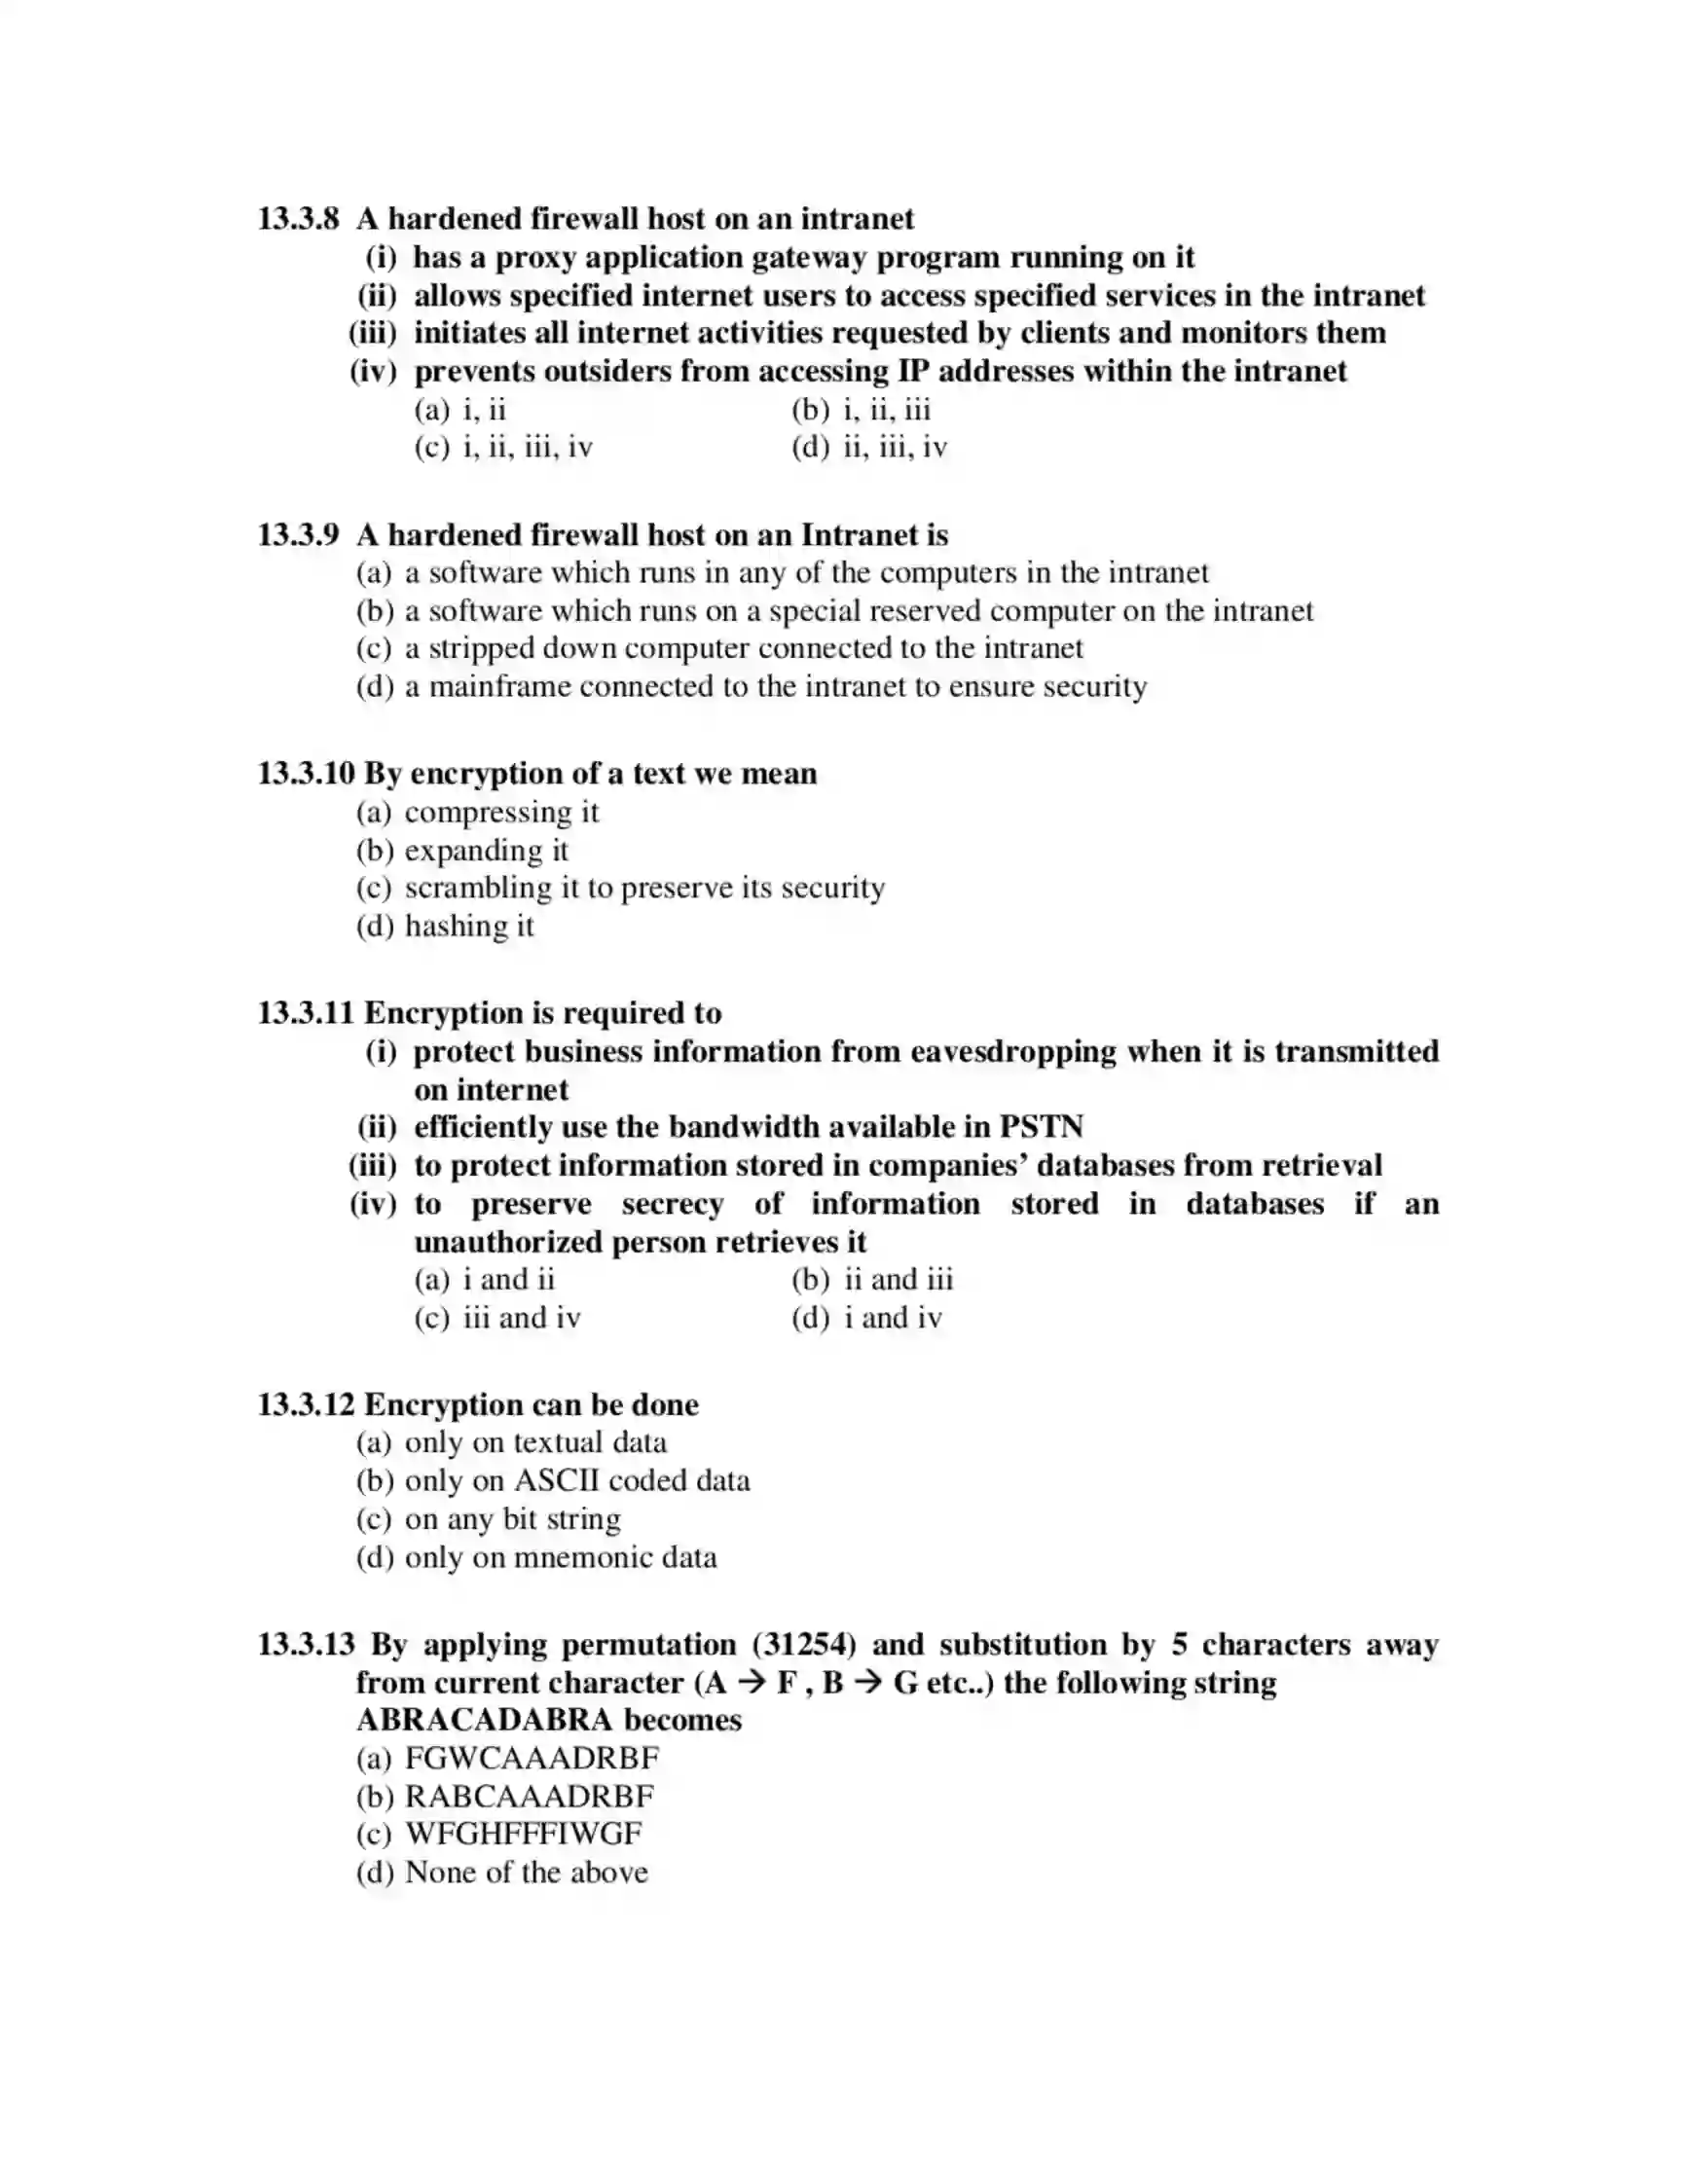 13.3.8 A hardened firewall host on an intranet
(i) has a proxy application gateway program running on it
(ii) allows specified internet users to access specified services in the intranet
(iii) initiates all internet activities requested by clients and monitors them
(iv) prevents outsiders from accessing IP addresses within the intranet
(a) i, ii (b) i, ii, iii
(c) i, ii, iii, iv (d) ii, iii, iv
13.3.9 A hardened firewall host on an Intranet is
(a) a software which runs in any of the computers in the intranet
(b) a software which runs on a special reserved computer on the intranet
(c) a stripped down computer connected to the intranet
(d) a mainframe connected to the intranet to ensure security
13.3.10 By encryption of a text we mean
(a) compressing it
(b) expanding it
(c) scrambling it to preserve its security
(d) hashing it
13.3.11 Encryption is required to
(i) protect business information from eavesdropping when it is transmitted
on internet
(ii) efficiently use the bandwidth available in PSTN
(iii) to protect information stored in companies’ databases from retrieval
(iv) to preserve secrecy of information stored in databases if an
unauthorized person retrieves it
(a) i and ii (b) ii and iii
(c) iii and iv (d) i and iv
13.3.12 Encryption can be done
(a) only on textual data
(b) only on ASCII coded data
(c) on any bit string
(d) only on mnemonic data
13.3.13 By applying permutation (31254) and substitution by 5 characters away
from current character (A → F , B → G etc..) the following string
ABRACADABRA becomes
(a) FGWCAAADRBF
(b) RABCAAADRBF
(c) WFGHFFFIWGF
(d) None of the above